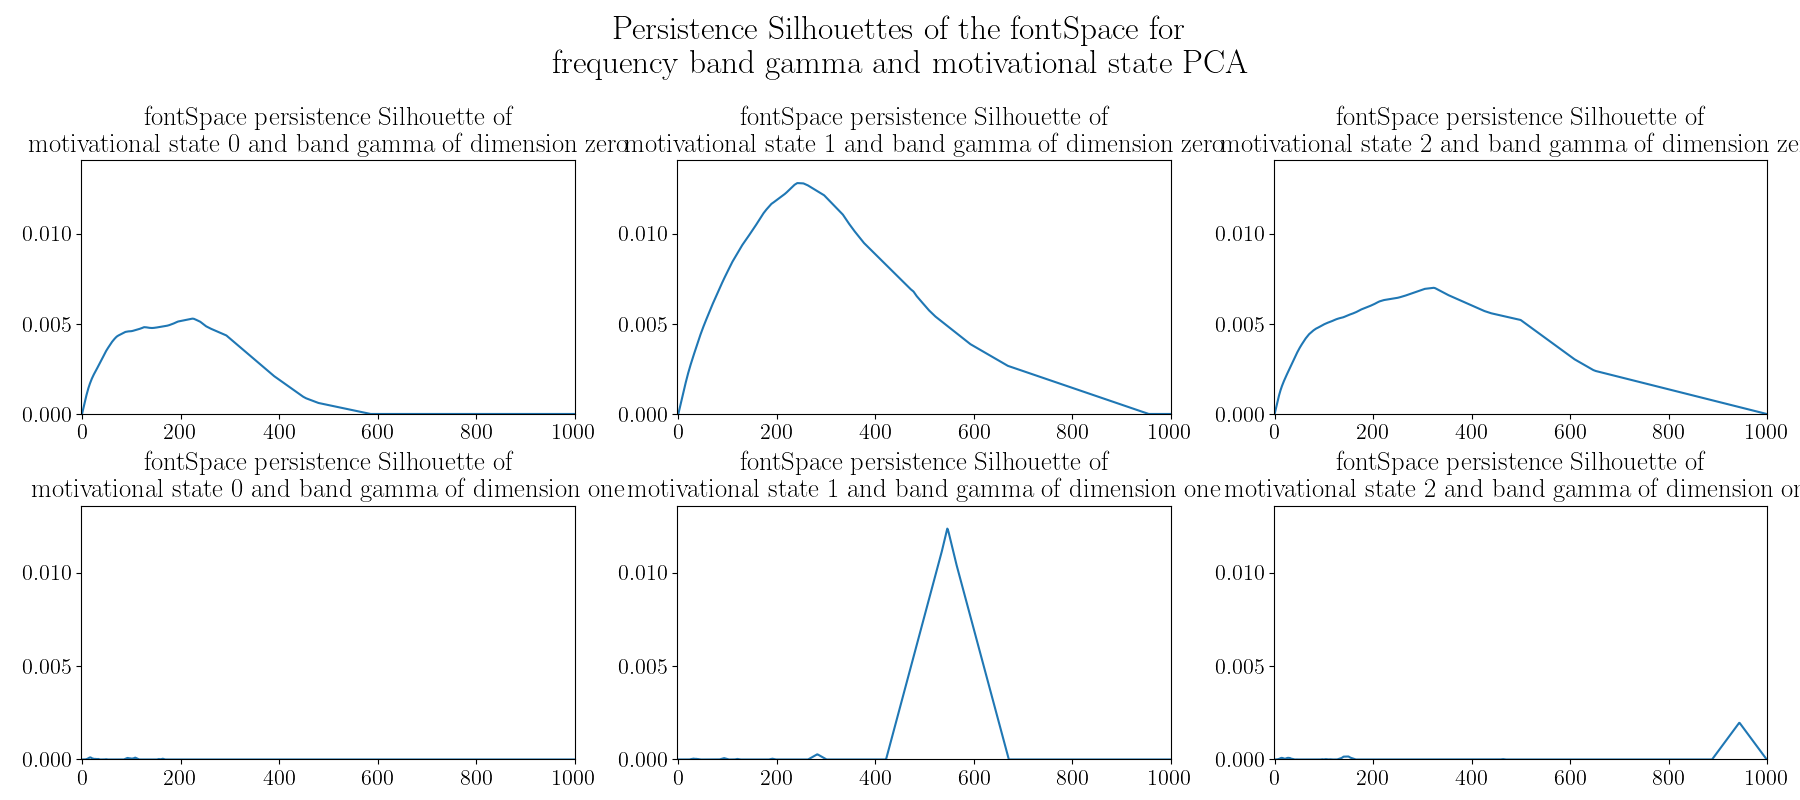 Persistence Silhouettes of the fontSpace for
frequency band gamma and motivational state PCA
fontSpace persistence Silhouette of
motivational state 0 and band gamma of dimension zero
fontSpace persistence Silhouette of
motivational state 1 and band gamma of dimension zero
fontSpace persistence Silhouette of
motivational state 2 and band gamma of dimension ze
0.010
0.005
0.000
0 200 400 600 800 1000
0.010
0.005
0.000
0 200 400 600 800 1000
0.010
0.005
0.000
0 200 400 600 800 1000
fontSpace persistence Silhouette of
motivational state 0 and band gamma of dimension one
fontSpace persistence Silhouette of
motivational state 1 and band gamma of dimension one
fontSpace persistence Silhouette of
motivational state 2 and band gamma of dimension on
0.010
0.005
0.000
0 200 400 600 800 1000
0.010
0.005
0.000
0 200 400 600 800 1000
0.010
0.005
0.000
0 200 400 600 800 1000